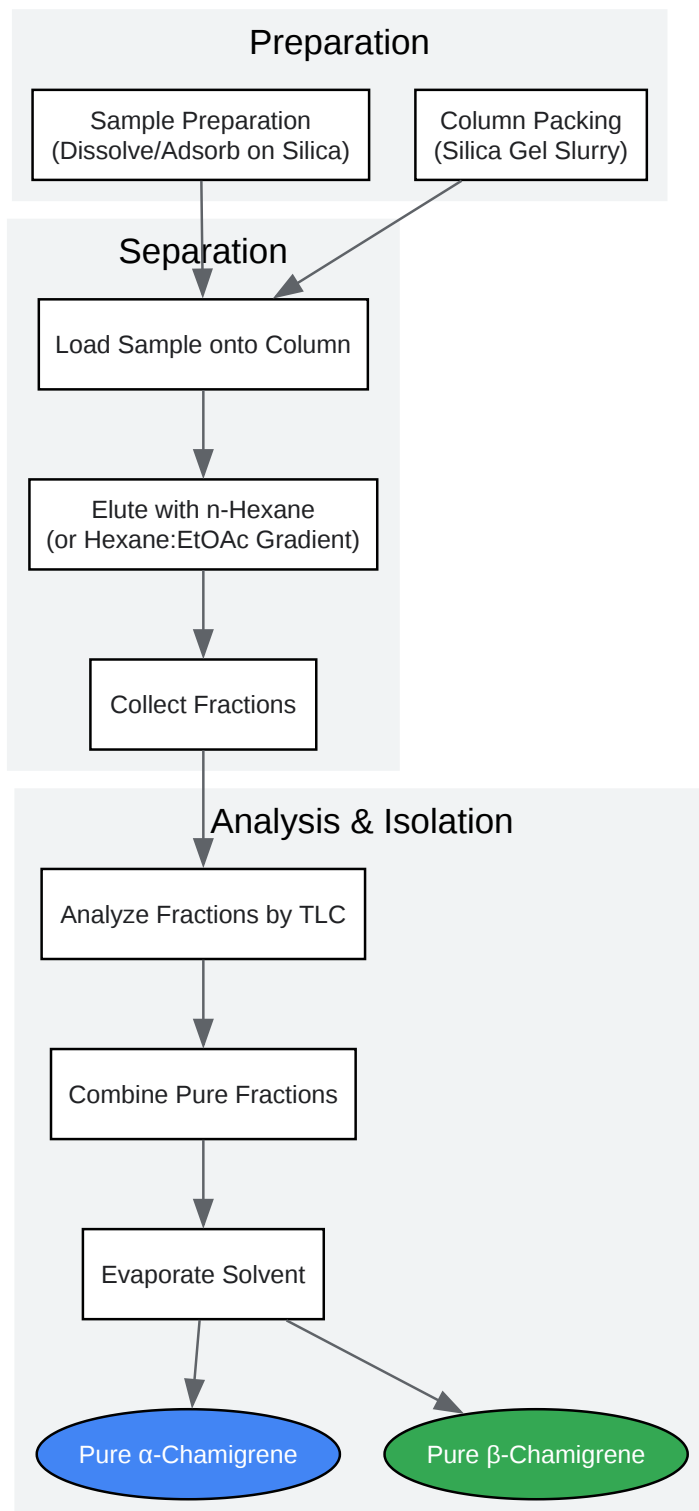 Preparation
Sample Preparation
(Dissolve/Adsorb on Silica)
Column Packing
(Silica Gel Slurry)
Separation
Load Sample onto Column
Elute with n-Hexane
(or Hexane:EtOAc Gradient)
Collect Fractions
Analysis & Isolation
Analyze Fractions by TLC
Combine Pure Fractions
Evaporate Solvent
Pure α-Chamigrene
Pure β-Chamigrene